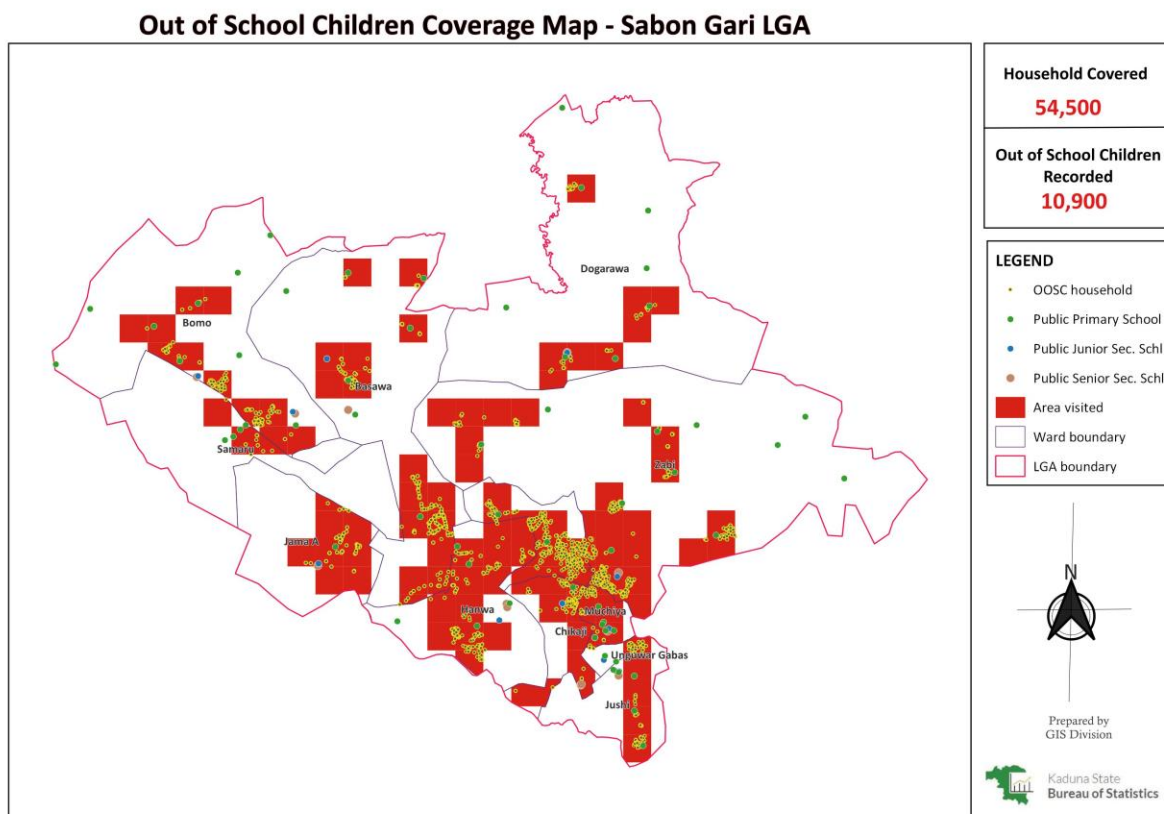 Out of School Children Coverage Map - Sabon Gari LGA
Household Covered
54,500
Out of School Children
Recorded
10,900
LEGEND
OOSC household
Public Primary School
Public Junior Sec. Schl
Public Senior Sec. Schl
Area visited
Ward boundary
LGA boundary
Dogarawa
Bomo
Basawa
Samaru
Zabi
Jama A
Hanwa
Muchiya
Chikaji
Unguwar Gabas
Jushi
N
Prepared by
GIS Division
Kaduna State
Bureau of Statistics